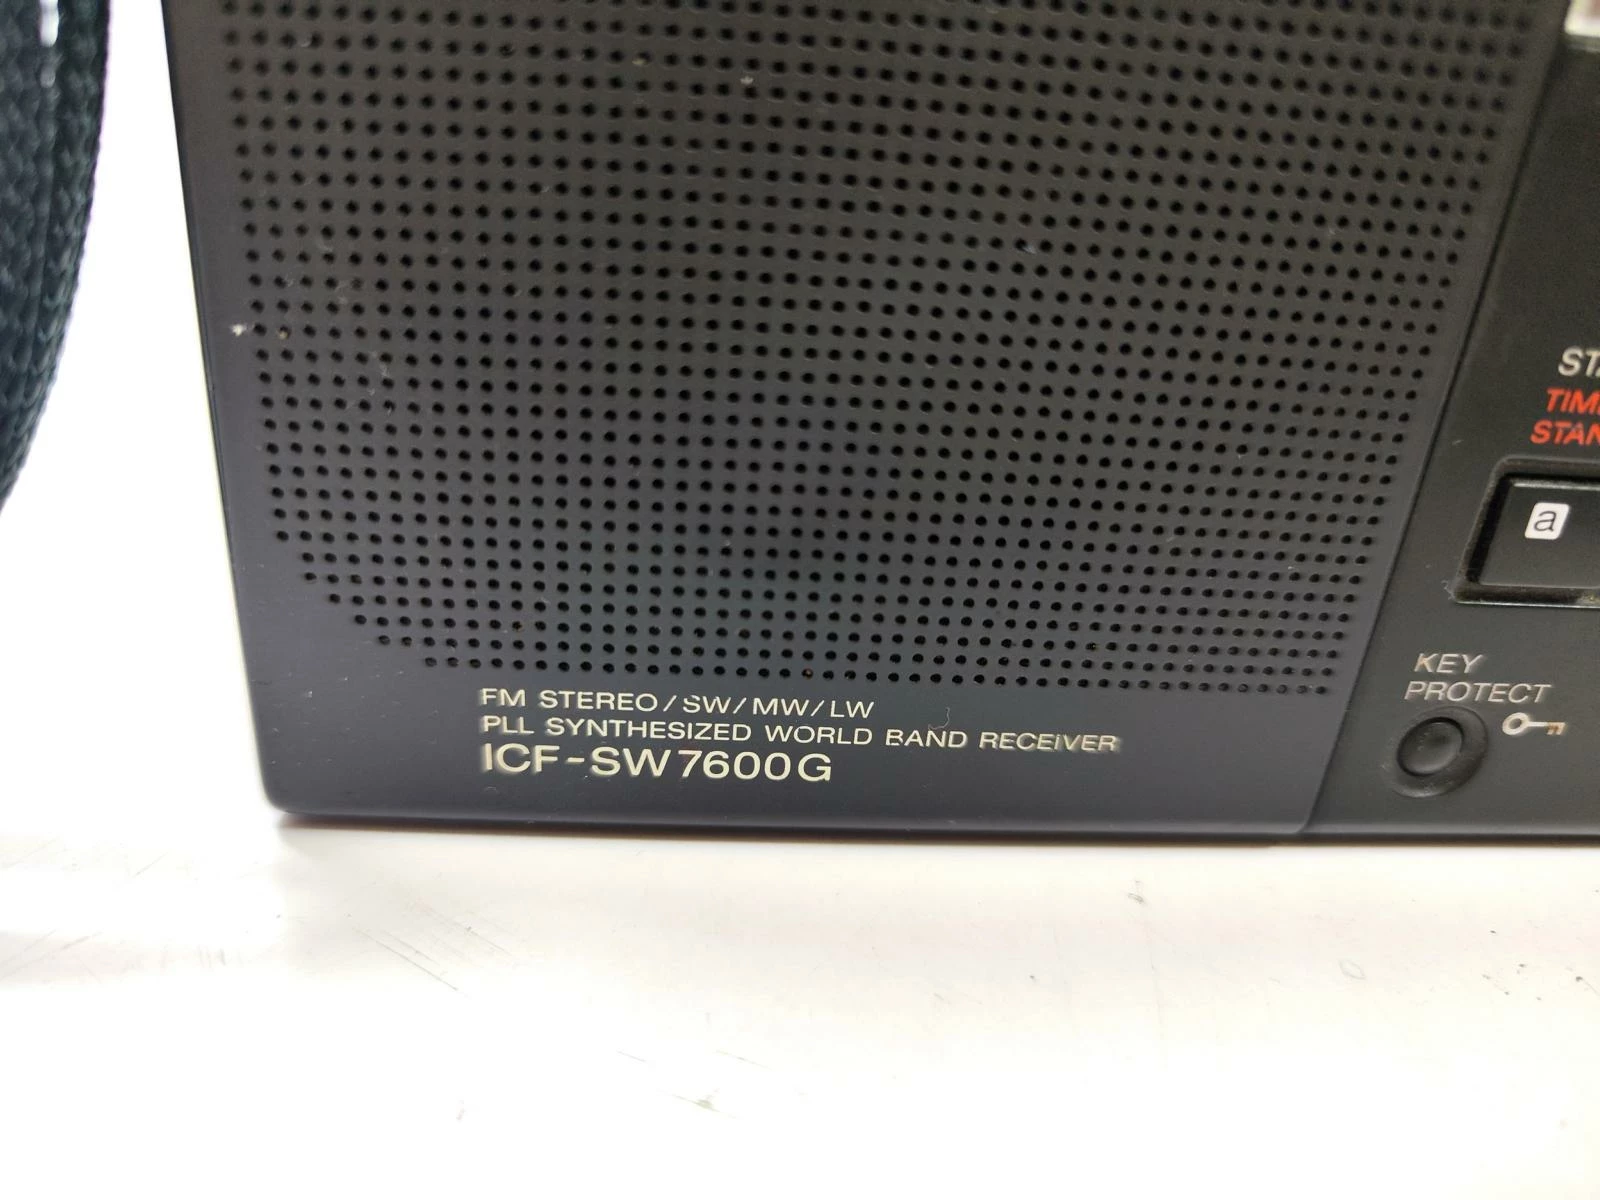 FM STEREO/SW/MW/LW
PLL SYNTHESIZED WORLD BAND RECEIVER
ICF-SW7600G
a
KEY
PROTECT